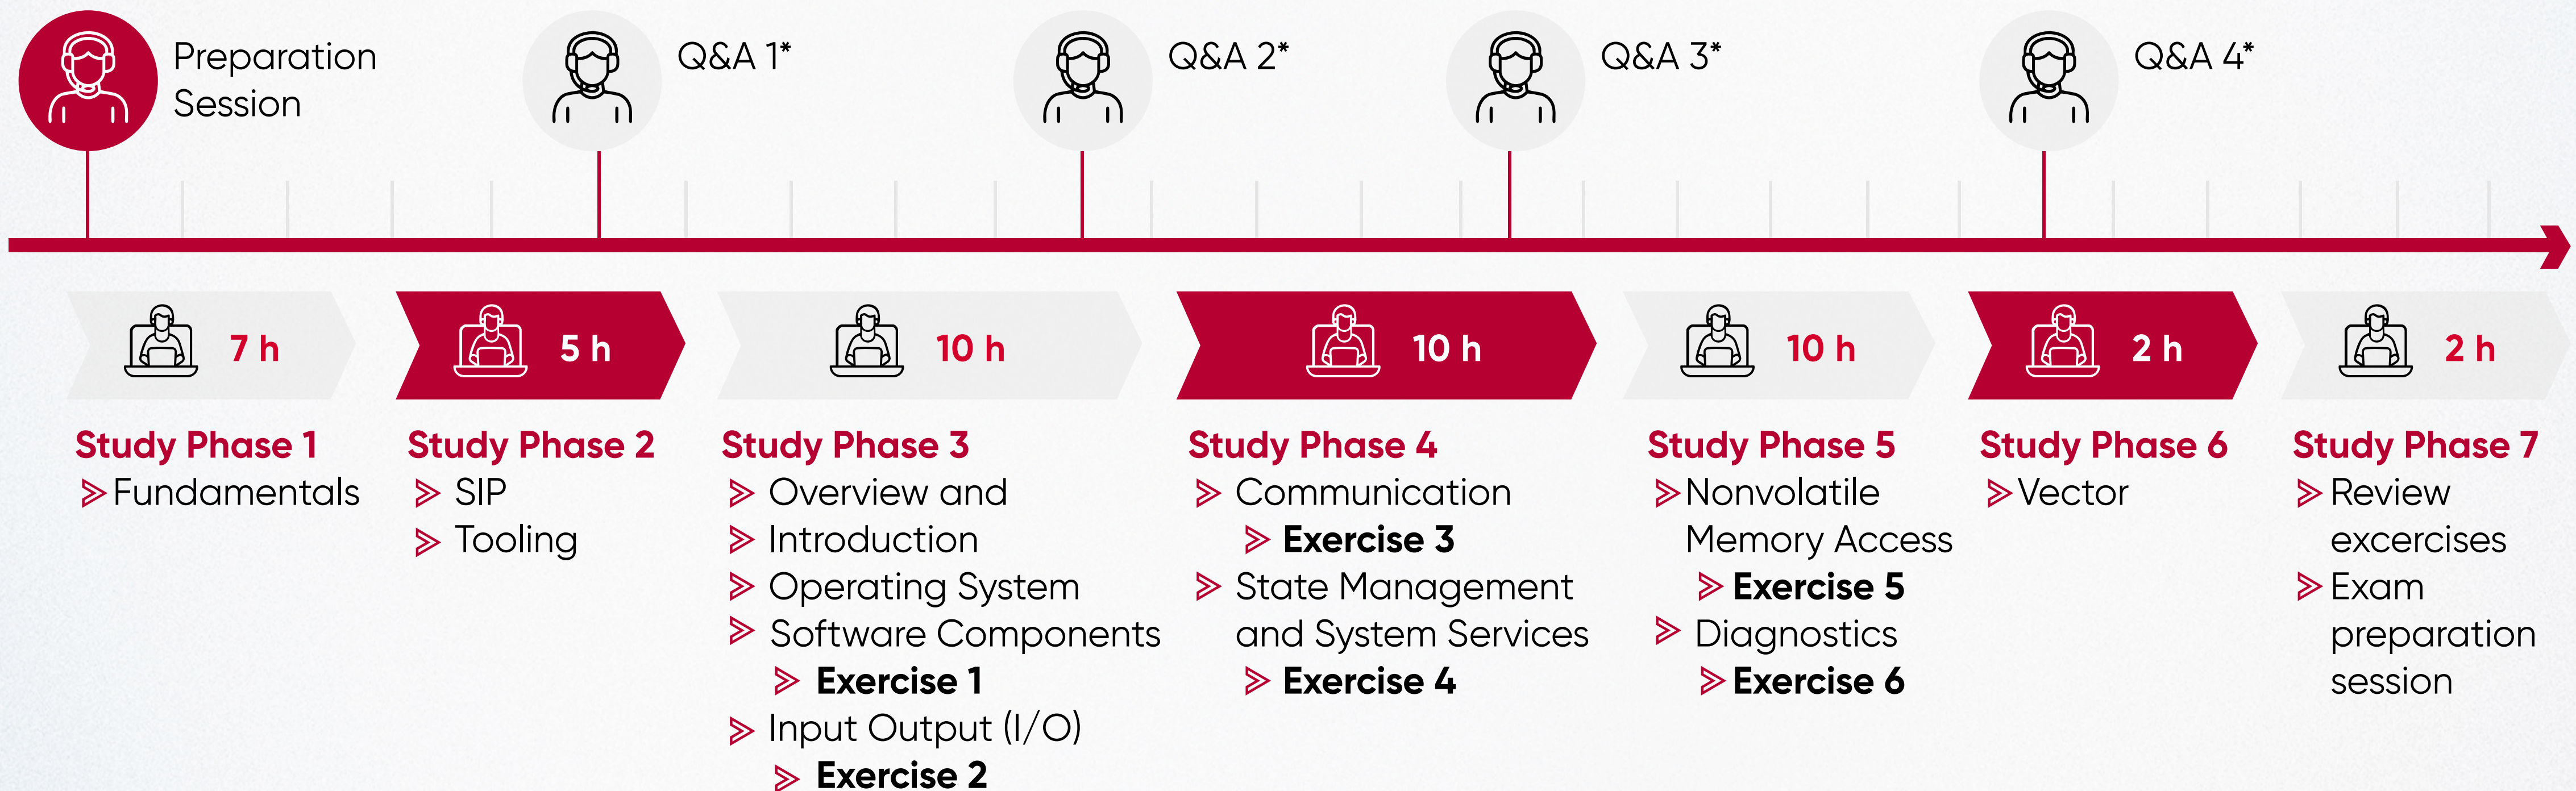 Preparation
Session
Q&A 1*
Q&A 2*
Q&A 3*
Q&A 4*
7 h
5 h
10 h
10 h
10 h
2 h
2 h
Study Phase 1
Fundamentals
Study Phase 2
SIP
Tooling
Study Phase 3
Overview and
Introduction
Operating System
Software Components
Exercise 1
Input Output (I/O)
Exercise 2
Study Phase 4
Communication
Exercise 3
State Management
and System Services
Exercise 4
Study Phase 5
Nonvolatile
Memory Access
Exercise 5
Diagnostics
Exercise 6
Study Phase 6
Vector
Study Phase 7
Review
excercises
Exam
preparation
session